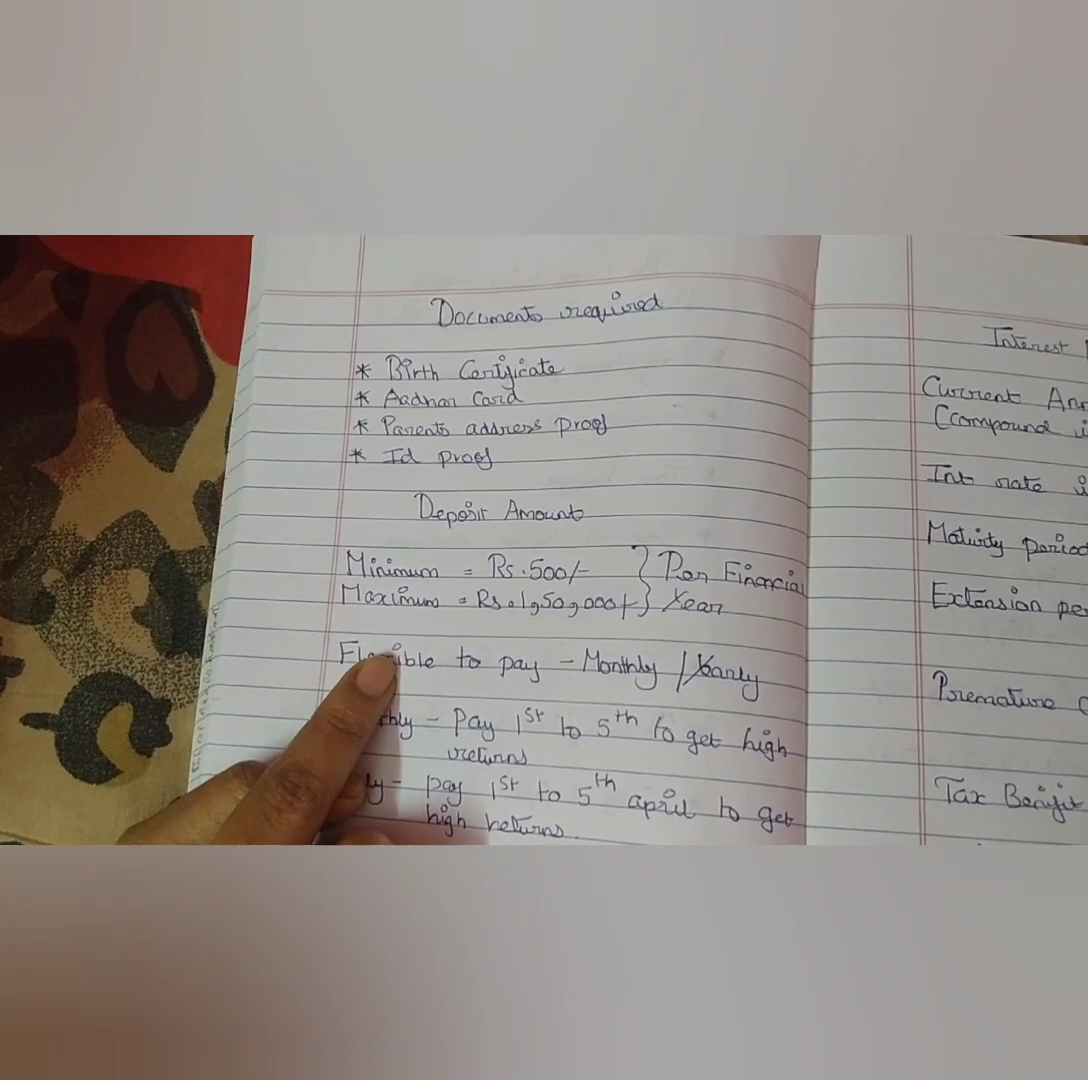 Documents required
* Birth Certificate
* Aadhar Card
* Parents address proof
* Id proof
Deposit Amount
Minimum = Rs.500/-
Maximum = Rs.1,50,000/-
} Per Financial
Year
to pay - Monthly / Yearly
- Pay 1st to 5th to get high
returns
- pay 1st to 5th april to get
high returns.
Interest
Current
(compound
Int rate
Maturity period
Extension
Premature
Tax Benifit